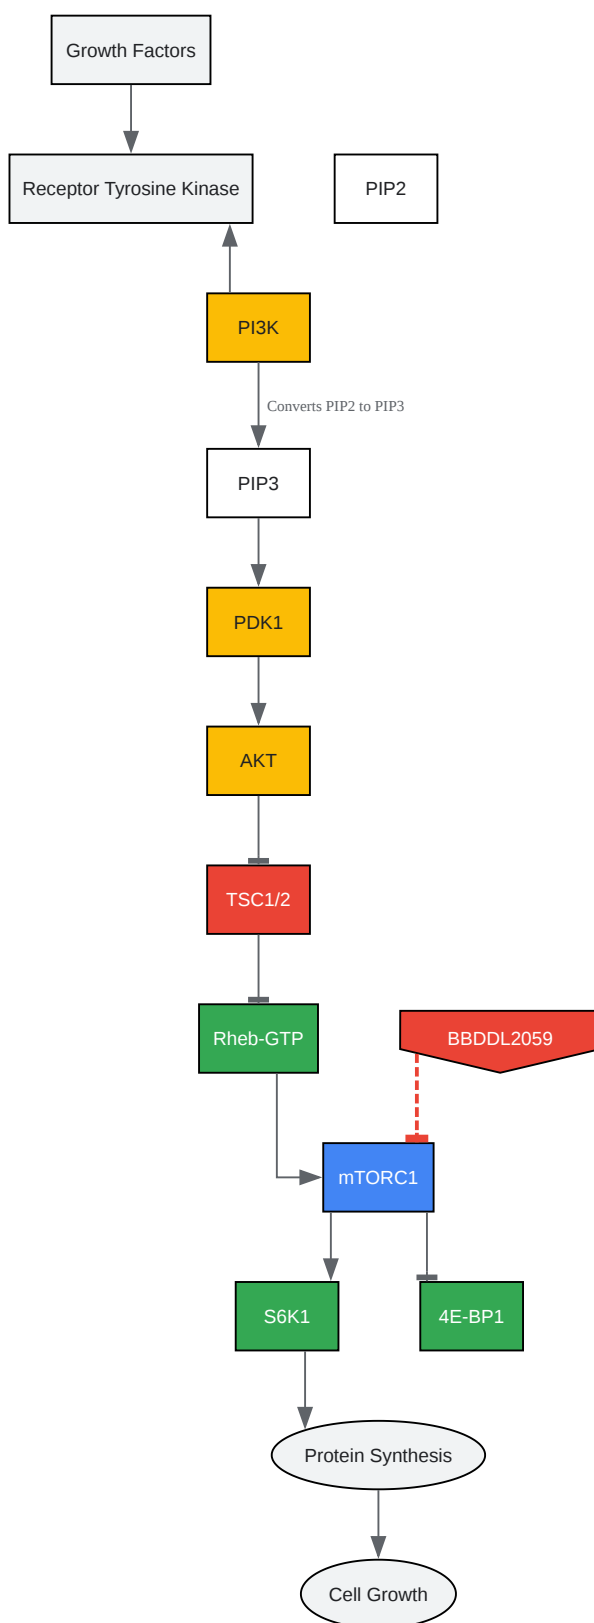 Growth Factors
Receptor Tyrosine Kinase
PIP2
PI3K
Converts PIP2 to PIP3
PIP3
PDK1
AKT
TSC1/2
Rheb-GTP
BBDDL2059
mTORC1
S6K1
4E-BP1
Protein Synthesis
Cell Growth